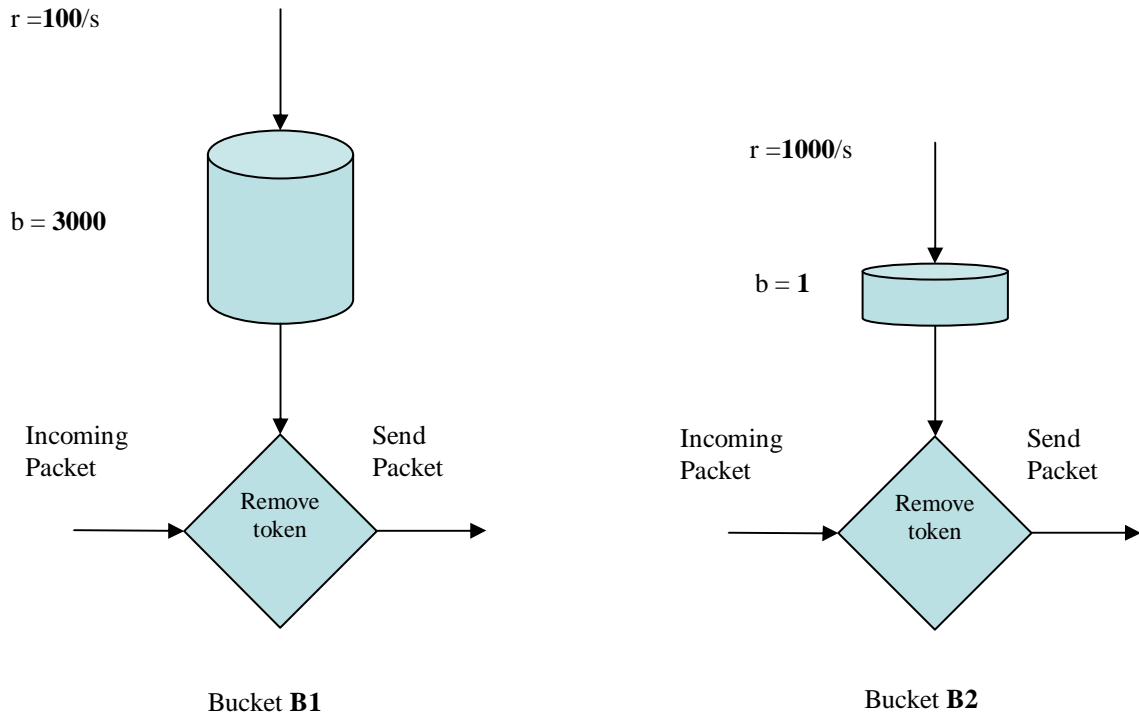 r =100/s
b = 3000
Incoming
Packet
Send
Packet
Remove
token
Bucket B1
r =1000/s
b = 1
Incoming
Packet
Send
Packet
Remove
token
Bucket B2